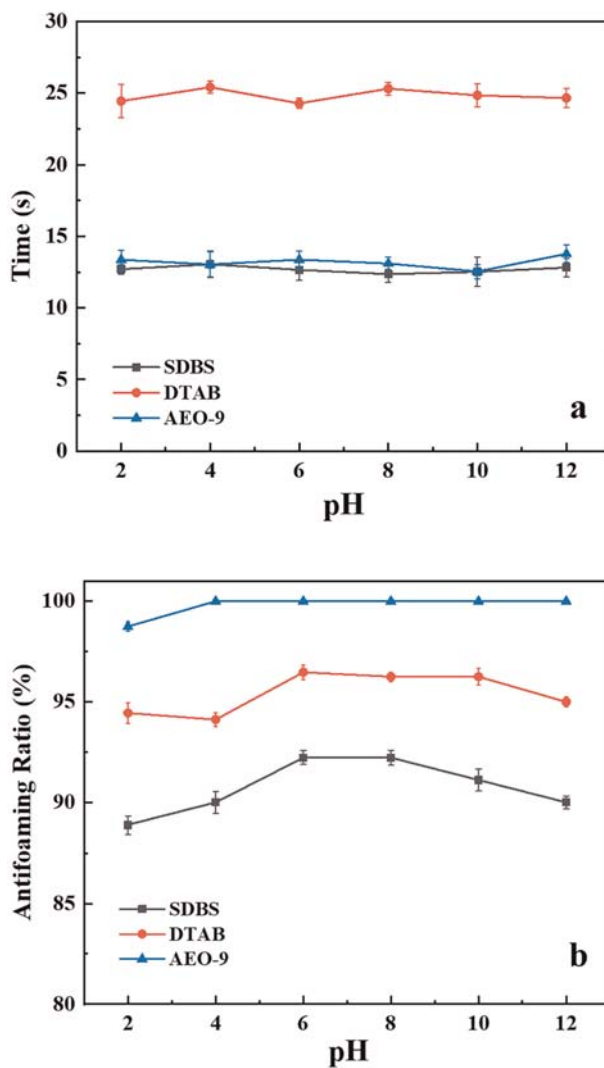 30
25
20
15
10
5
0
Time (s)
SDBS
DTAB
AEO-9
a
2 4 6 8 10 12
pH
100
95
90
85
80
Antifoaming Ratio (%)
SDBS
DTAB
AEO-9
b
2 4 6 8 10 12
pH